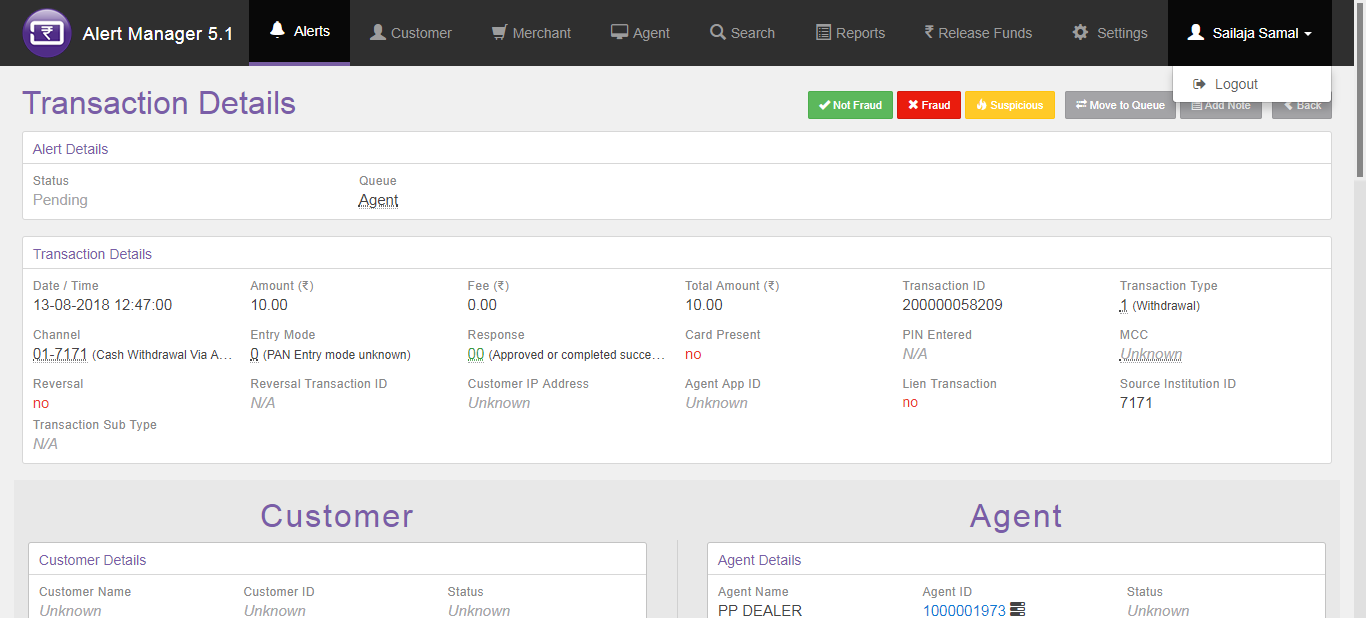 Alert Manager 5.1
Alerts
Customer
Merchant
Agent
Search
Reports
₹ Release Funds
Settings
Sailaja Samal
Logout
Transaction Details
Not Fraud
Fraud
Suspicious
Move to Queue
Add Note
Back
Alert Details
Status
Queue
Pending
Agent
Transaction Details
Date / Time
Amount (₹)
Fee (₹)
Total Amount (₹)
Transaction ID
Transaction Type
13-08-2018 12:47:00
10.00
0.00
10.00
200000058209
1 (Withdrawal)
Channel
Entry Mode
Response
Card Present
PIN Entered
MCC
01-7171 (Cash Withdrawal Via A...
0 (PAN Entry mode unknown)
00 (Approved or completed succe...
no
N/A
Unknown
Reversal
Reversal Transaction ID
Customer IP Address
Agent App ID
Lien Transaction
Source Institution ID
no
N/A
Unknown
Unknown
no
7171
Transaction Sub Type
N/A
Customer
Agent
Customer Details
Agent Details
Customer Name
Customer ID
Status
Agent Name
Agent ID
Status
Unknown
Unknown
Unknown
PP DEALER
1000001973
Unknown